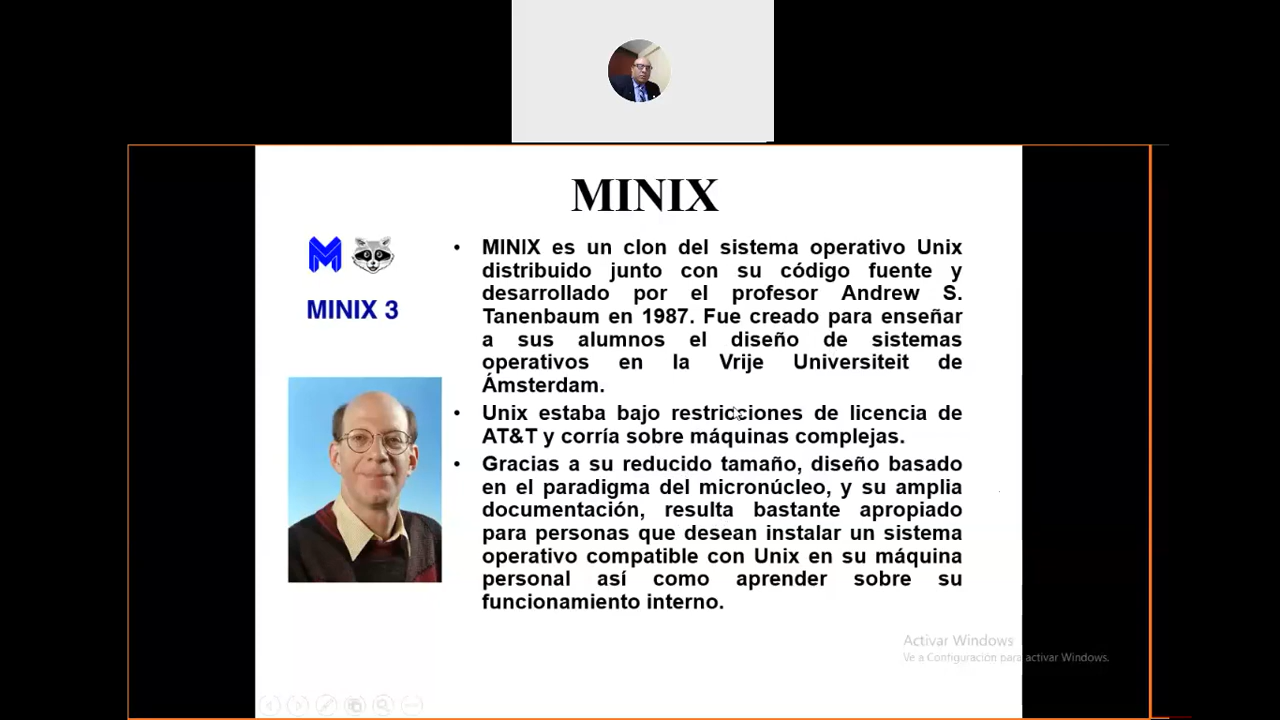 MINIX
MINIX 3
• MINIX es un clon del sistema operativo Unix
distribuido junto con su código fuente y
desarrollado por el profesor Andrew S.
Tanenbaum en 1987. Fue creado para enseñar
a sus alumnos el diseño de sistemas
operativos en la Vrije Universiteit de
Ámsterdam.
• Unix estaba bajo restricciones de licencia de
AT&T y corría sobre máquinas complejas.
• Gracias a su reducido tamaño, diseño basado
en el paradigma del micronúcleo, y su amplia
documentación, resulta bastante apropiado
para personas que desean instalar un sistema
operativo compatible con Unix en su máquina
personal así como aprender sobre su
funcionamiento interno.
Activar Windows
Ve a Configuración para activar Windows.